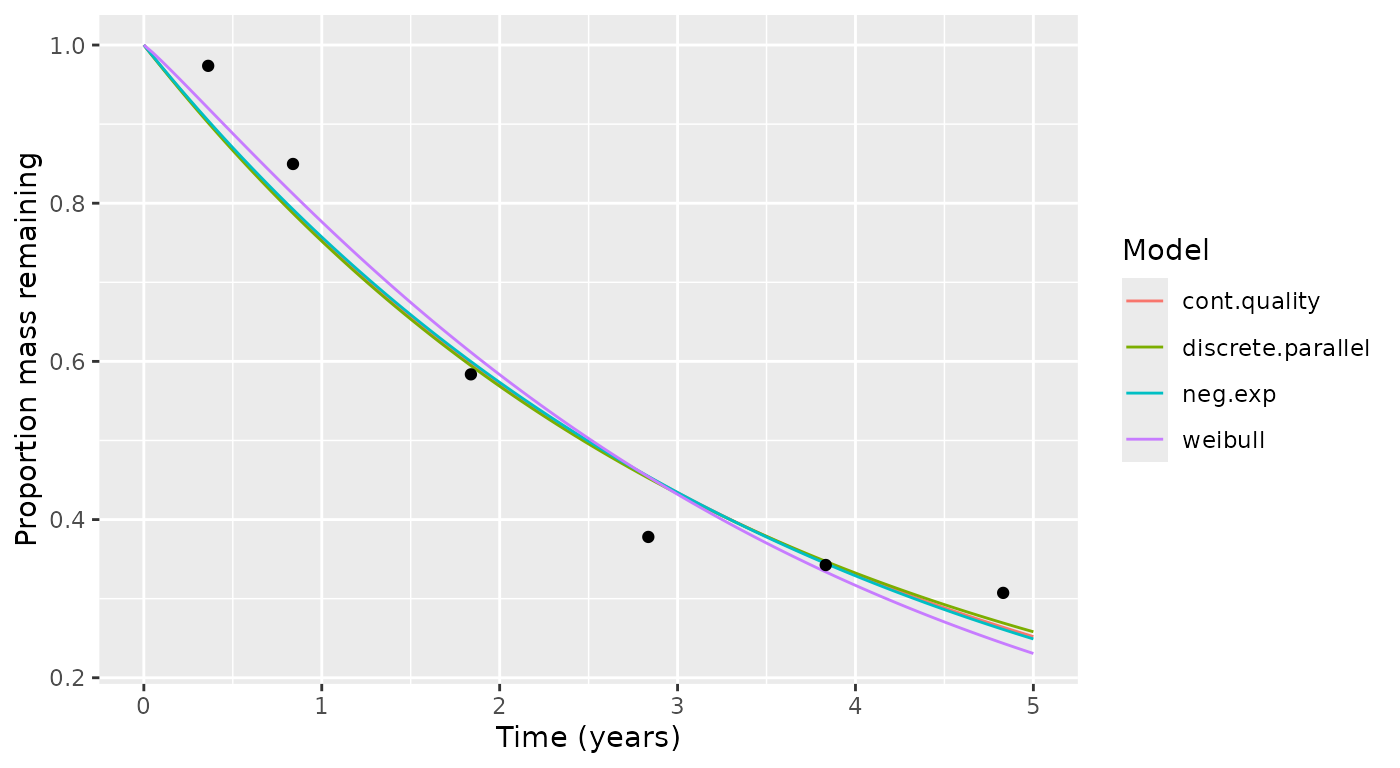 1.0
0.8
0.6
0.4
0.2
Proportion mass remaining
0 1 2 3 4 5
Time (years)
Model
cont.quality
discrete.parallel
neg.exp
weibull